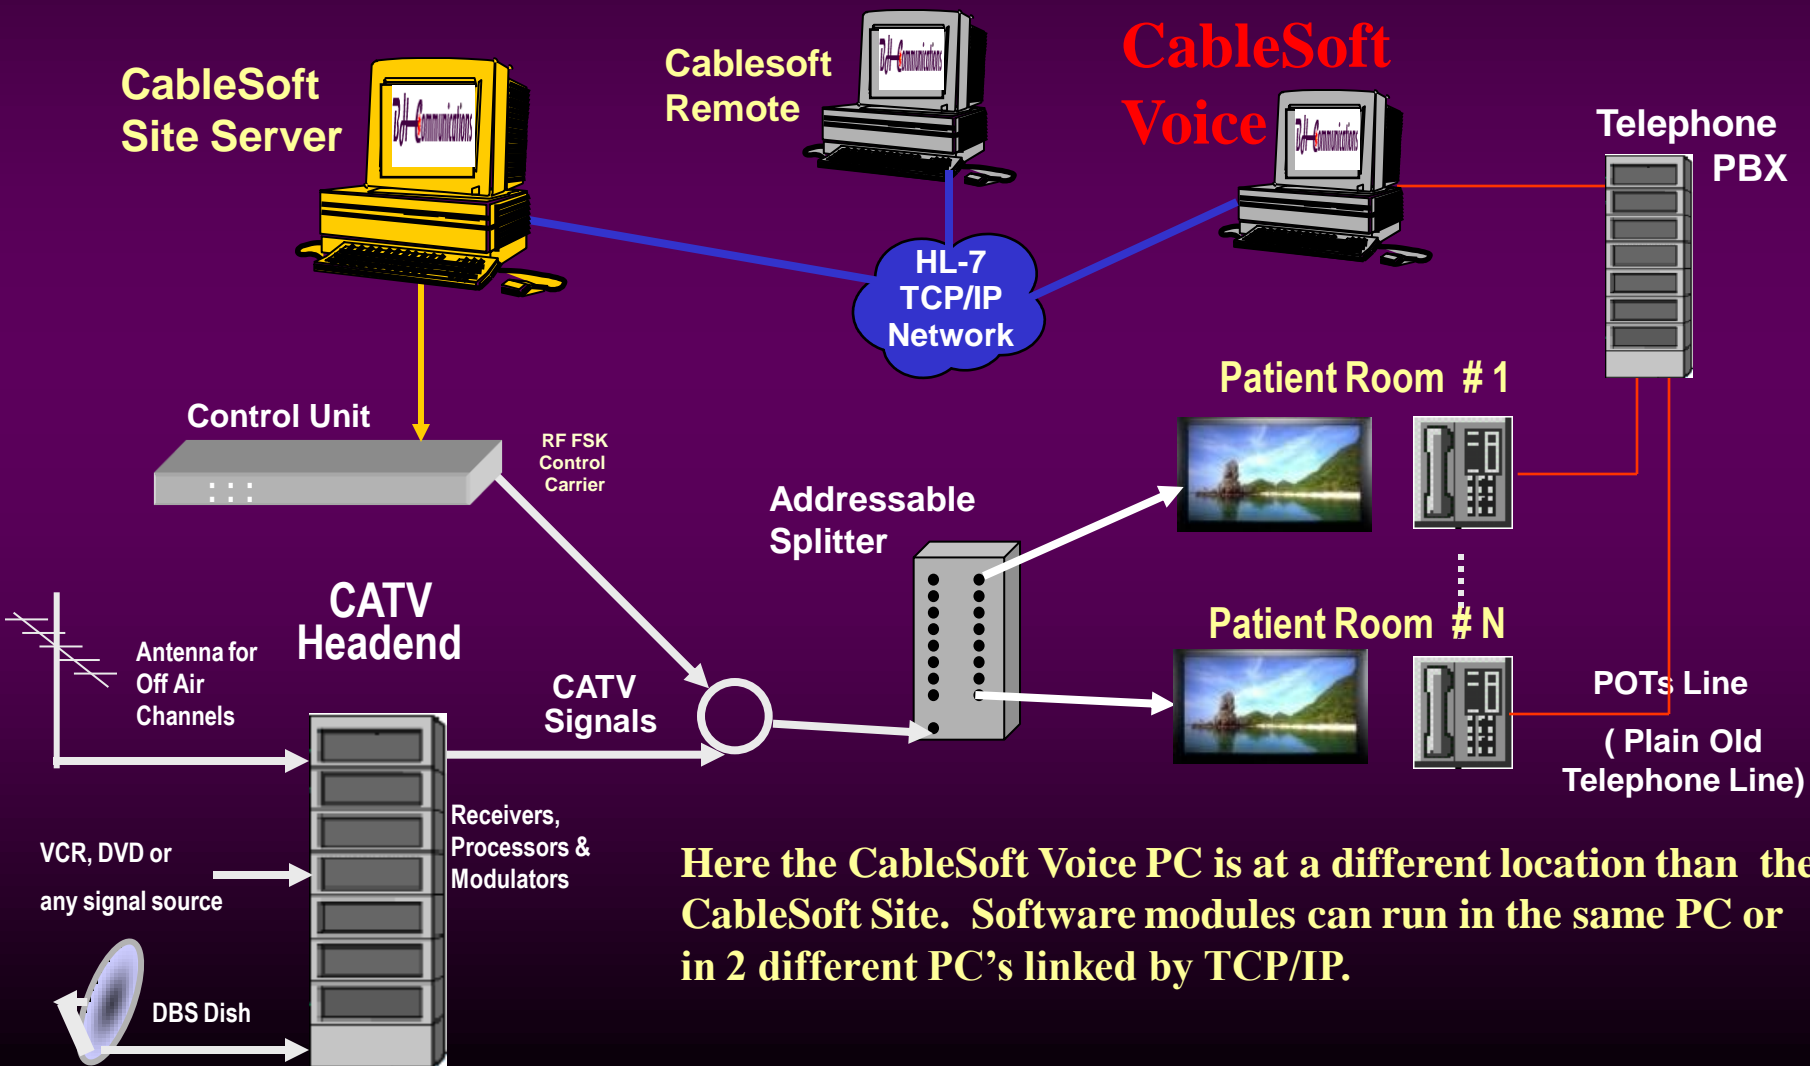 CableSoft
Site Server
Cablesoft
Remote
CableSoft
Voice
Telephone
PBX
HL-7
TCP/IP
Network
Patient Room # 1
Control Unit
RF FSK
Control
Carrier
Addressable
Splitter
CATV
Headend
Antenna for
Off Air
Channels
CATV
Signals
Patient Room # N
POTs Line
( Plain Old
Telephone Line)
Receivers,
Processors &
Modulators
VCR, DVD or
any signal source
DBS Dish
Here the CableSoft Voice PC is at a different location than the
CableSoft Site. Software modules can run in the same PC or
in 2 different PC’s linked by TCP/IP.